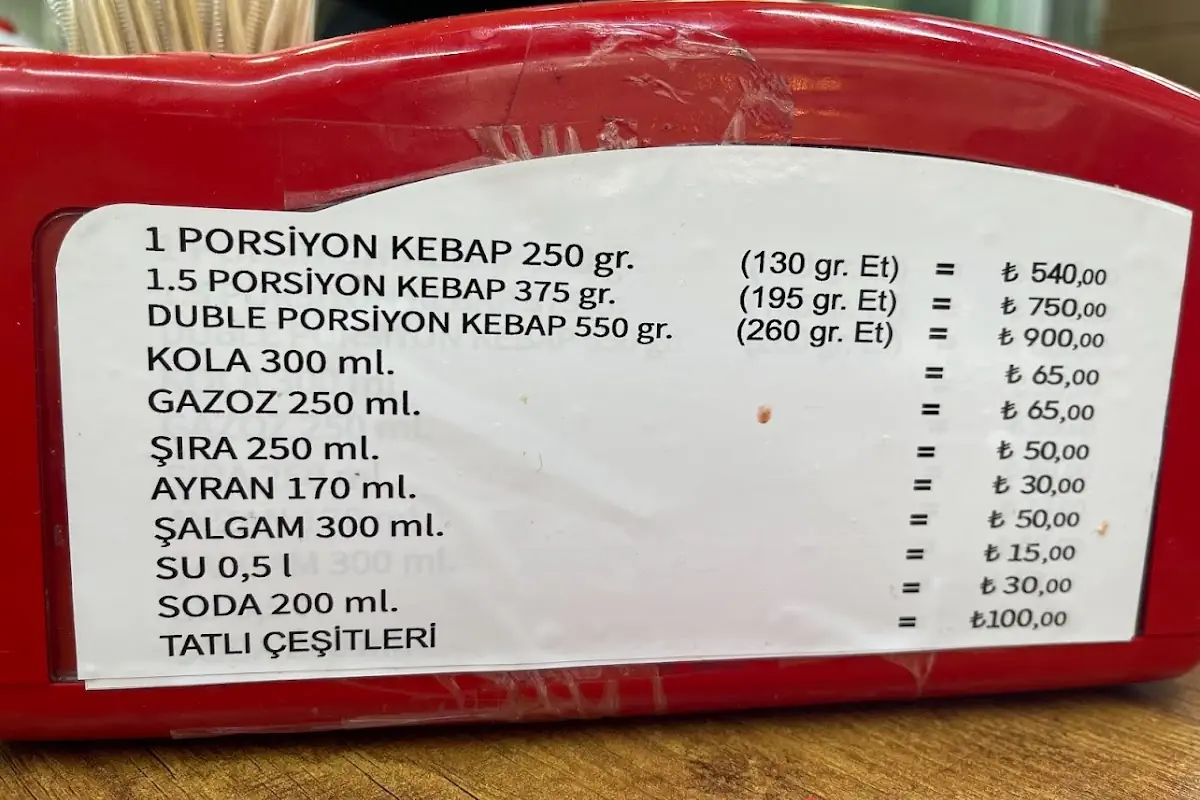 1 PORSİYON KEBAP 250 gr. (130 gr. Et) = ₺ 540,00
1.5 PORSİYON KEBAP 375 gr. (195 gr. Et) = ₺ 750,00
DUBLE PORSİYON KEBAP 550 gr. (260 gr. Et) = ₺ 900,00
KOLA 300 ml. = ₺ 65,00
GAZOZ 250 ml. = ₺ 65,00
ŞIRA 250 ml. = ₺ 50,00
AYRAN 170 ml. = ₺ 30,00
ŞALGAM 300 ml. = ₺ 50,00
SU 0,5 l = ₺ 15,00
SODA 200 ml. = ₺ 30,00
TATLI ÇEŞİTLERİ = ₺100,00